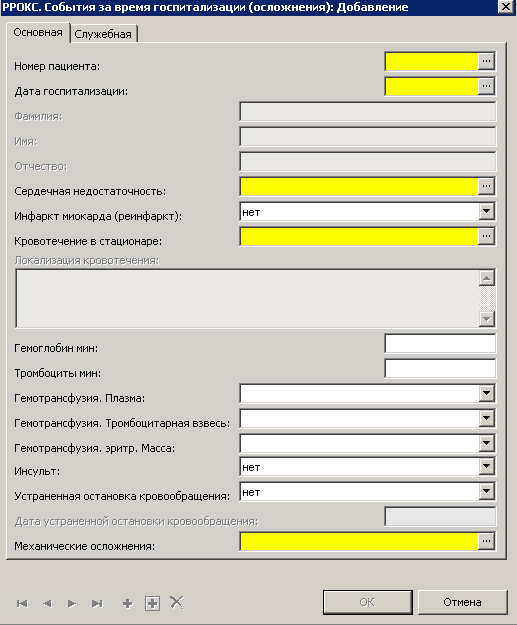 РРОКС. События за время госпитализации (осложнения): Добавление
Основная Служебная
Номер пациента: ...
Дата госпитализации: ...
Фамилия:
Имя:
Отчество:
Сердечная недостаточность: ...
Инфаркт миокарда (реинфаркт): нет
Кровотечение в стационаре: ...
Локализация кровотечения:
Гемоглобин мин:
Тромбоциты мин:
Гемотрансфузия. Плазма:
Гемотрансфузия. Тромбоцитарная взвесь:
Гемотрансфузия. эритр. Масса:
Инсульт: нет
Устраненная остановка кровообращения: нет
Дата устраненной остановки кровообращения:
Механические осложнения: ...
ОК Отмена